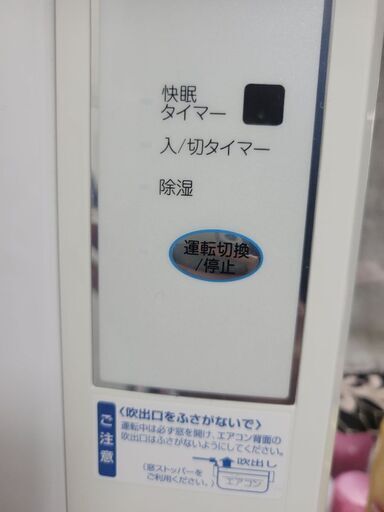 快眠
タイマー
入/切タイマー
除湿
運転切換
/停止
ご注意
〈吹出口をふさがないで〉
運転中は必ず窓を開け、エアコン背面の
吹出口はふさがないようにしてください。
吹出し
(窓ストッパーを
ご利用ください。)
エアコン